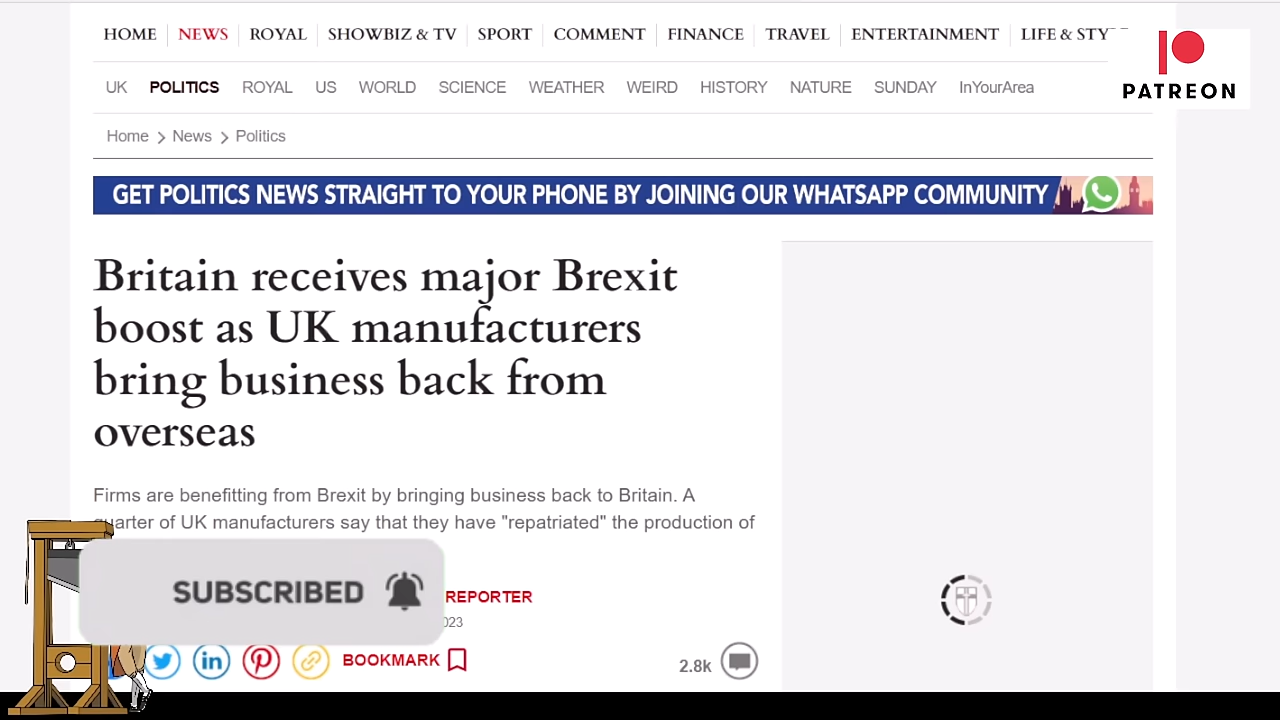 HOME NEWS ROYAL SHOWBIZ & TV SPORT COMMENT FINANCE TRAVEL ENTERTAINMENT LIFE & STYLE
PATREON
UK POLITICS ROYAL US WORLD SCIENCE WEATHER WEIRD HISTORY NATURE SUNDAY InYourArea
Home News Politics
GET POLITICS NEWS STRAIGHT TO YOUR PHONE BY JOINING OUR WHATSAPP COMMUNITY
Britain receives major Brexit
boost as UK manufacturers
bring business back from
overseas
Firms are benefitting from Brexit by bringing business back to Britain. A
quarter of UK manufacturers say that they have "repatriated" the production of
SUBSCRIBED
REPORTER
023
BOOKMARK
2.8k